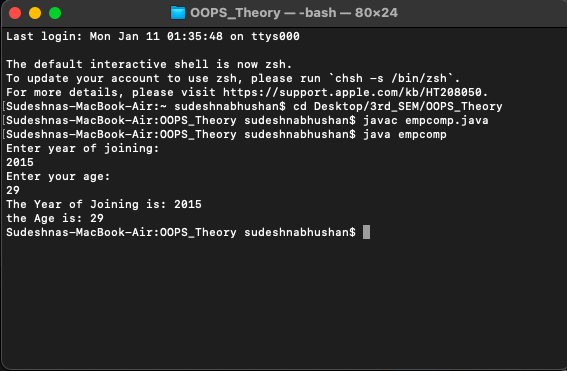 OOPS_Theory — -bash — 80×24
Last login: Mon Jan 11 01:35:48 on ttys000
The default interactive shell is now zsh.
To update your account to use zsh, please run `chsh -s /bin/zsh`.
For more details, please visit https://support.apple.com/kb/HT208050.
[Sudeshnas-MacBook-Air:~ sudeshnabhushan$ cd Desktop/3rd_SEM/OOPS_Theory
[Sudeshnas-MacBook-Air:OOPS_Theory sudeshnabhushan$ javac empcomp.java
[Sudeshnas-MacBook-Air:OOPS_Theory sudeshnabhushan$ java empcomp
Enter year of joining:
2015
Enter your age:
29
The Year of Joining is: 2015
the Age is: 29
Sudeshnas-MacBook-Air:OOPS_Theory sudeshnabhushan$